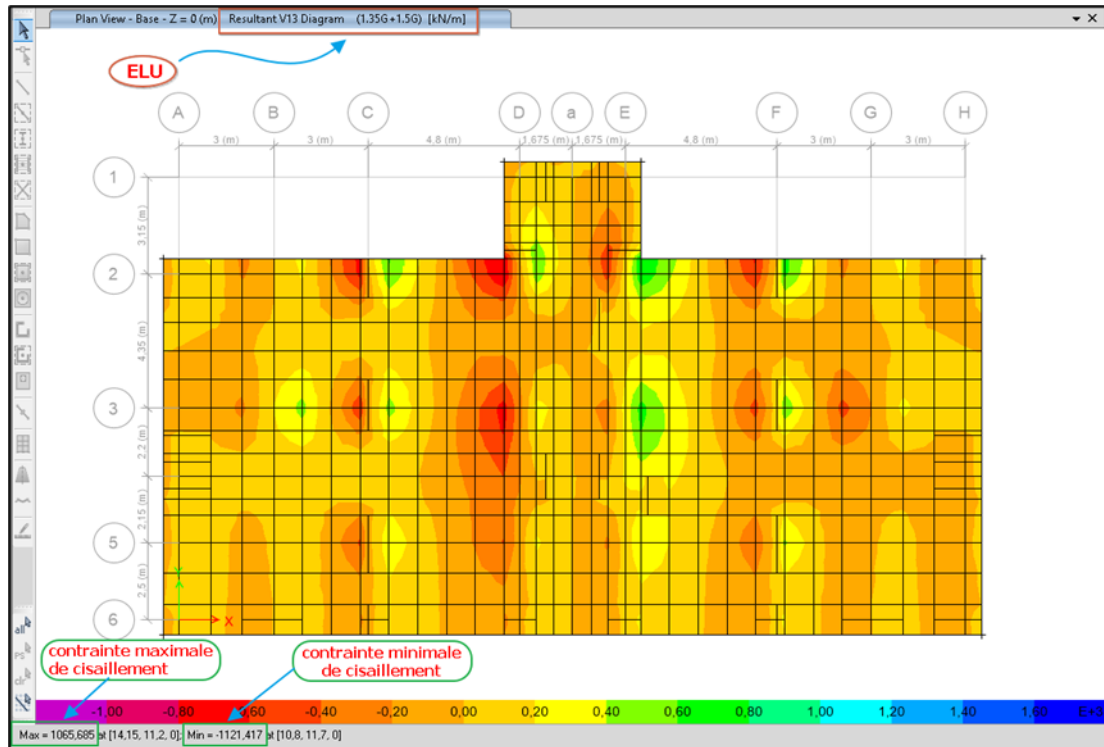 Plan View - Base - Z = 0 (m) Resultant V13 Diagram (1.35G+1.5G) [kN/m]
ELU
A B C D a E F G H
3 (m) 3 (m) 4,8 (m) 1,675 (m) 1,675 (m) 4,8 (m) 3 (m) 3 (m)
1
3,15 (m)
2
4,35 (m)
3
2,2 (m)
2,15 (m)
5
2,5 (m)
6
Y
X
all
ps
clr
contrainte maximale
de cisaillement
contrainte minimale
de cisaillement
-1,00 -0,80 -0,60 -0,40 -0,20 0,00 0,20 0,40 0,60 0,80 1,00 1,20 1,40 1,60 E+3
Max = 1065,685 at [14,15, 11,2, 0]; Min = -1121,417 at [10,8, 11,7, 0]